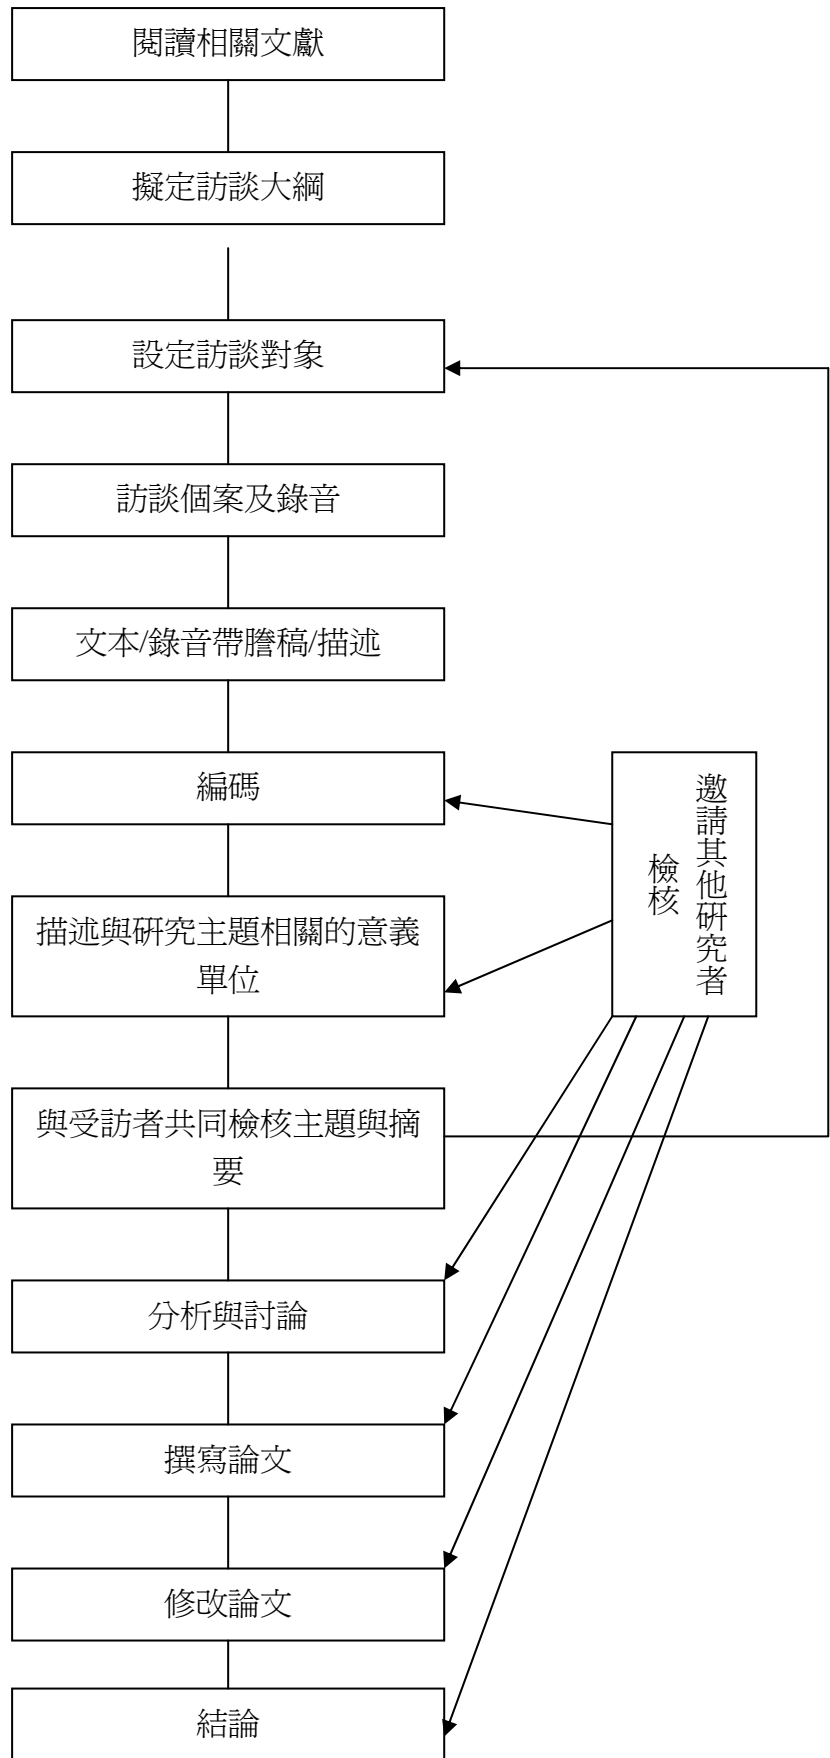 閱讀相關文獻
擬定訪談大綱
設定訪談對象
訪談個案及錄音
文本/錄音帶謄稿/描述
編碼
邀請其他研究者
檢核
描述與研究主題相關的意義
單位
與受訪者共同檢核主題與摘
要
分析與討論
撰寫論文
修改論文
結論